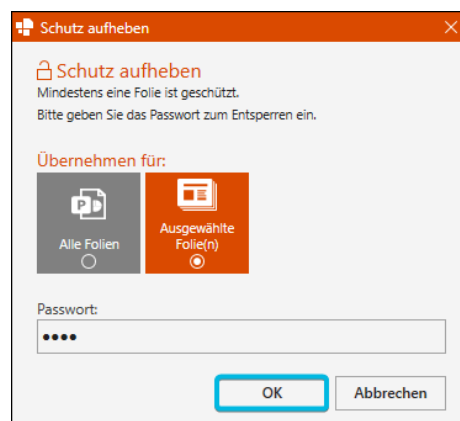 Schutz aufheben
Schutz aufheben
Mindestens eine Folie ist geschützt.
Bitte geben Sie das Passwort zum Entsperren ein.
Übernehmen für:
Alle Folien
Ausgewählte
Folie(n)
Passwort:
••••
OK Abbrechen